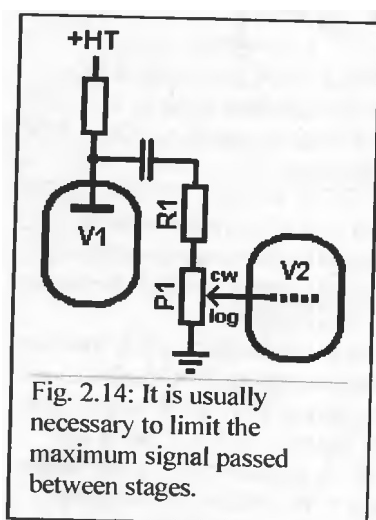 +HT
V1
R1
P1
cw
log
V2
Fig. 2.14: It is usually
necessary to limit the
maximum signal passed
between stages.